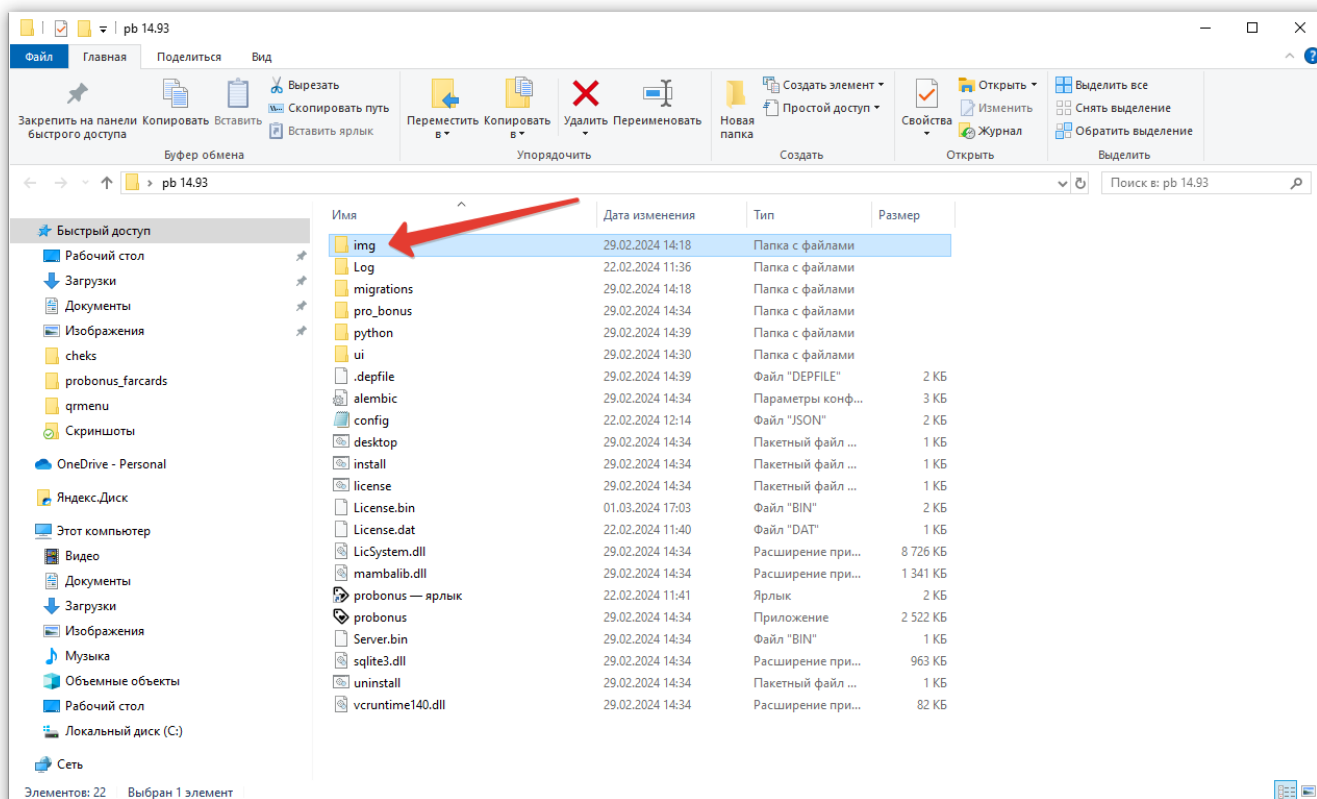 pb 14.93
Файл Главная Поделиться Вид
Закрепить на панели быстрого доступа
Копировать
Вставить
Вырезать
Скопировать путь
Вставить ярлык
Буфер обмена
Переместить в
Копировать в
Удалить
Переименовать
Упорядочить
Новая папка
Создать элемент
Простой доступ
Создать
Свойства
Открыть
Изменить
Журнал
Открыть
Выделить все
Снять выделение
Обратить выделение
Выделить
pb 14.93
Поиск в: pb 14.93
Быстрый доступ
Рабочий стол
Загрузки
Документы
Изображения
cheks
probonus_farcards
qrmenu
Скриншоты
OneDrive - Personal
Яндекс.Диск
Этот компьютер
Видео
Документы
Загрузки
Изображения
Музыка
Объемные объекты
Рабочий стол
Локальный диск (C:)
Сеть
Имя Дата изменения Тип Размер
img 29.02.2024 14:18 Папка с файлами
Log 22.02.2024 11:36 Папка с файлами
migrations 29.02.2024 14:18 Папка с файлами
pro_bonus 29.02.2024 14:34 Папка с файлами
python 29.02.2024 14:39 Папка с файлами
ui 29.02.2024 14:30 Папка с файлами
.depfile 29.02.2024 14:39 Файл "DEPFILE" 2 КБ
alembic 29.02.2024 14:34 Параметры конф... 3 КБ
config 22.02.2024 12:14 Файл "JSON" 2 КБ
desktop 29.02.2024 14:34 Пакетный файл ... 1 КБ
install 29.02.2024 14:34 Пакетный файл ... 1 КБ
license 29.02.2024 14:34 Пакетный файл ... 1 КБ
License.bin 01.03.2024 17:03 Файл "BIN" 2 КБ
License.dat 22.02.2024 11:40 Файл "DAT" 1 КБ
LicSystem.dll 29.02.2024 14:34 Расширение при... 8 726 КБ
mambalib.dll 29.02.2024 14:34 Расширение при... 1 341 КБ
probonus — ярлык 22.02.2024 11:41 Ярлык 2 КБ
probonus 29.02.2024 14:34 Приложение 2 522 КБ
Server.bin 29.02.2024 14:34 Файл "BIN" 1 КБ
sqlite3.dll 29.02.2024 14:34 Расширение при... 963 КБ
uninstall 29.02.2024 14:34 Пакетный файл ... 1 КБ
vcruntime140.dll 29.02.2024 14:34 Расширение при... 82 КБ
Элементов: 22 Выбран 1 элемент